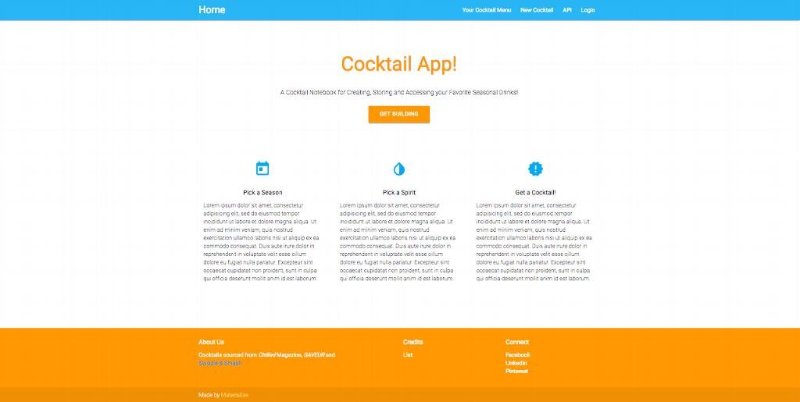 Home
Your Cocktail Menu New Cocktail API Login
Cocktail App!
A Cocktail Notebook for Creating, Storing and Accessing your Favorite Seasonal Drinks!
GET BUILDING
Pick a Season
Lorem ipsum dolor sit amet, consectetur
adipisicing elit, sed do eiusmod tempor
incididunt ut labore et dolore magna aliqua. Ut
enim ad minim veniam, quis nostrud
exercitation ullamco laboris nisi ut aliquip ex ea
commodo consequat. Duis aute irure dolor in
reprehenderit in voluptate velit esse cillum
dolore eu fugiat nulla pariatur. Excepteur sint
occaecat cupidatat non proident, sunt in culpa
qui officia deserunt mollit anim id est laborum.
Pick a Spirit
Lorem ipsum dolor sit amet, consectetur
adipisicing elit, sed do eiusmod tempor
incididunt ut labore et dolore magna aliqua. Ut
enim ad minim veniam, quis nostrud
exercitation ullamco laboris nisi ut aliquip ex ea
commodo consequat. Duis aute irure dolor in
reprehenderit in voluptate velit esse cillum
dolore eu fugiat nulla pariatur. Excepteur sint
occaecat cupidatat non proident, sunt in culpa
qui officia deserunt mollit anim id est laborum.
Get a Cocktail!
Lorem ipsum dolor sit amet, consectetur
adipisicing elit, sed do eiusmod tempor
incididunt ut labore et dolore magna aliqua. Ut
enim ad minim veniam, quis nostrud
exercitation ullamco laboris nisi ut aliquip ex ea
commodo consequat. Duis aute irure dolor in
reprehenderit in voluptate velit esse cillum
dolore eu fugiat nulla pariatur. Excepteur sint
occaecat cupidatat non proident, sunt in culpa
qui officia deserunt mollit anim id est laborum.
About Us
Cocktails sourced from Chilled Magazine, SAVEUR and
Credits
List
Connect
Facebook
Linkedin
Pinterest
Made by Materialize